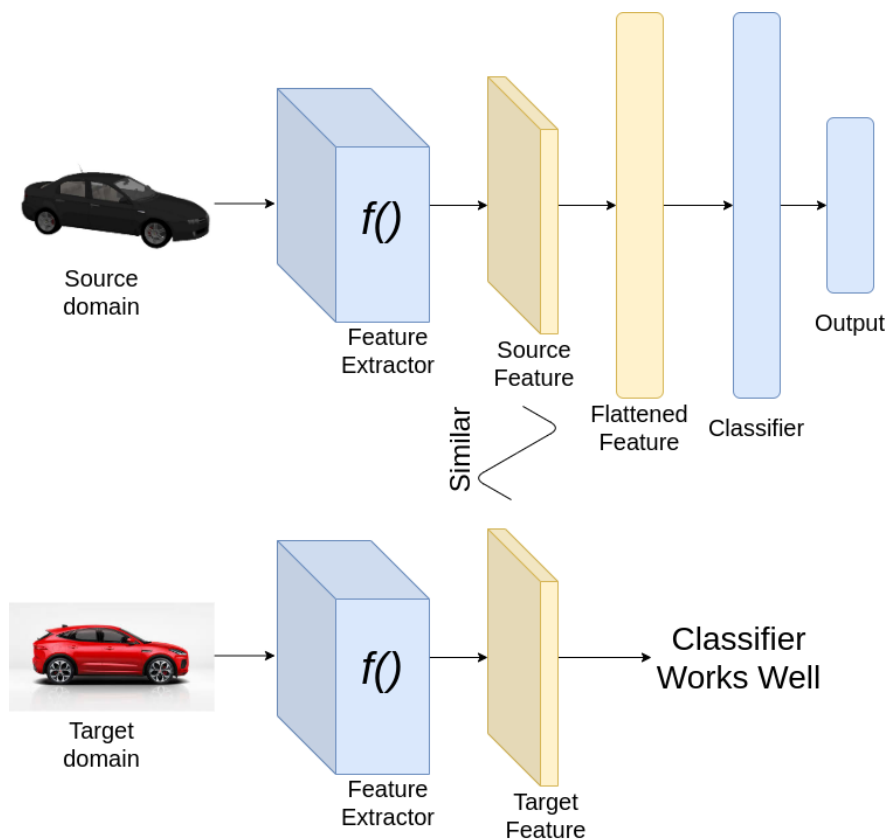 f()
Source
domain
Feature
Extractor
Source
Feature
Flattened
Feature
Classifier
Output
Similar
f()
Target
domain
Feature
Extractor
Target
Feature
Classifier
Works Well